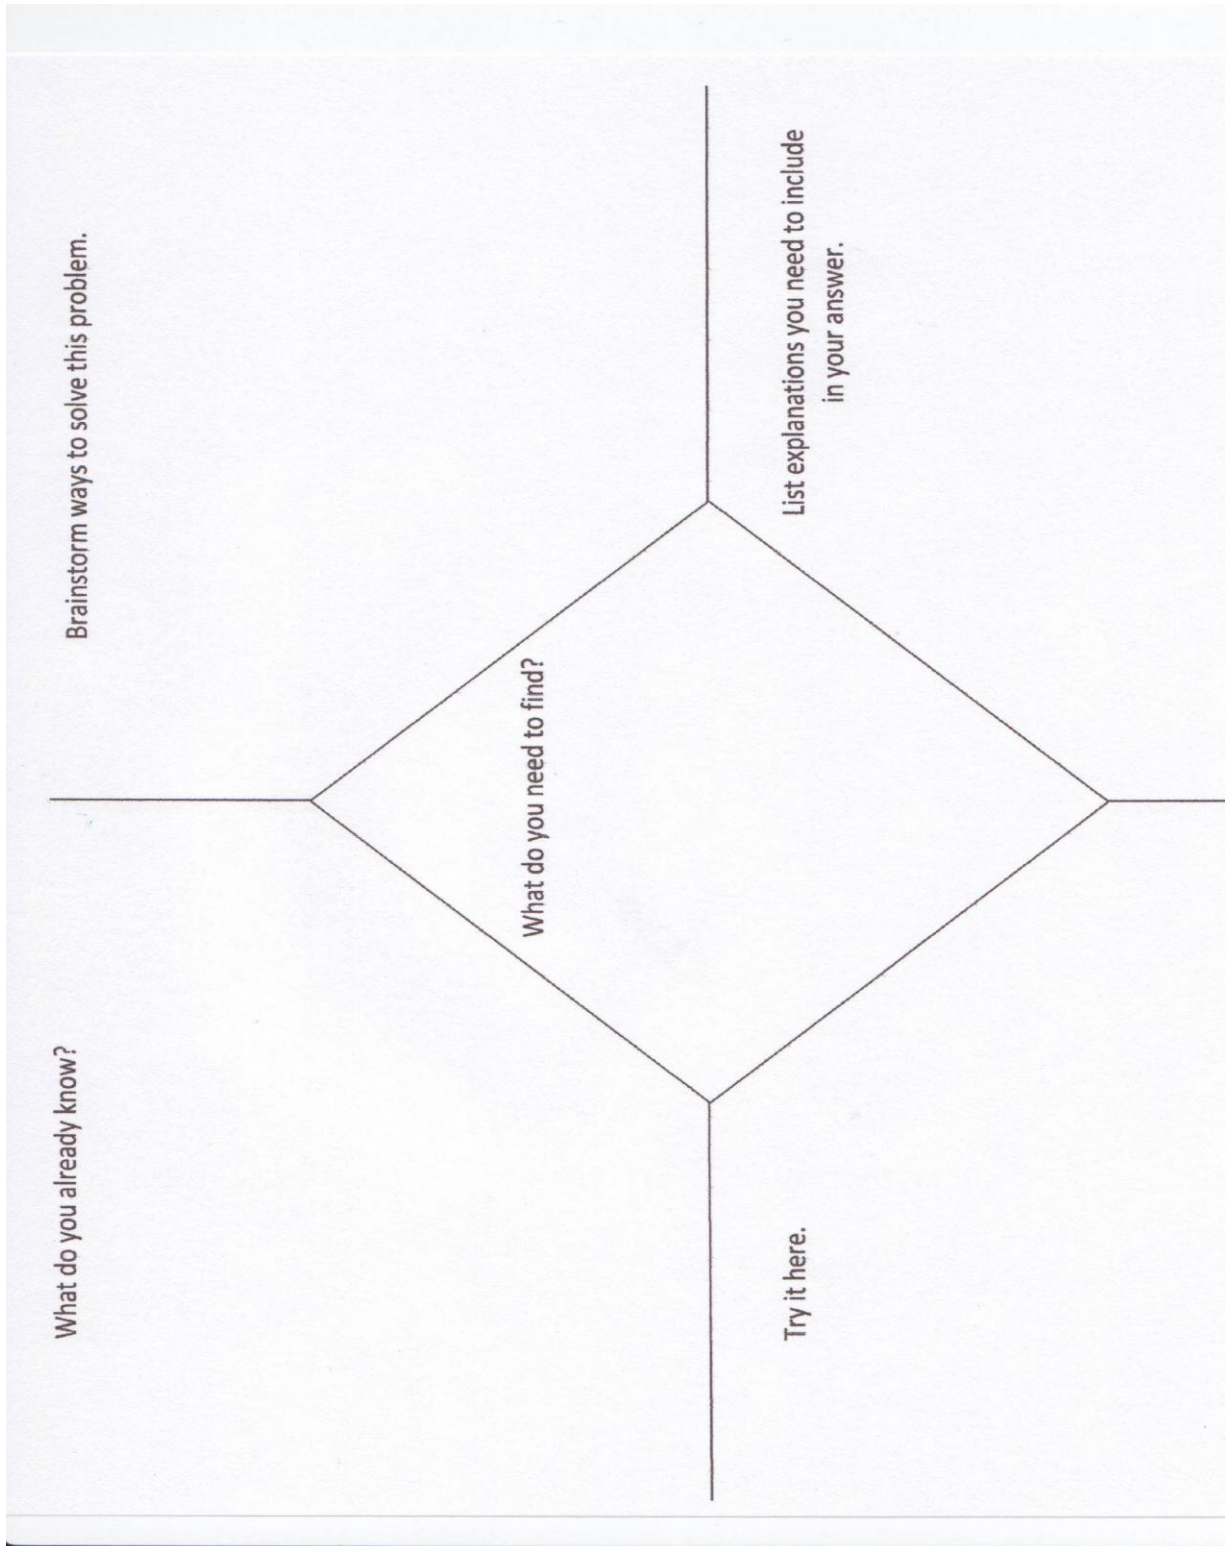 What do you already know?
Brainstorm ways to solve this problem.
What do you need to find?
Try it here.
List explanations you need to include
in your answer.